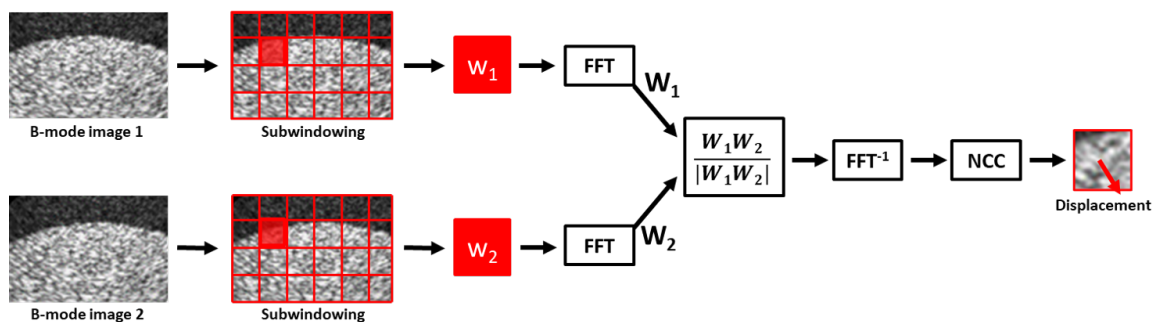 B-mode image 1
Subwindowing
w₁
FFT
W₁
B-mode image 2
Subwindowing
w₂
FFT
W₂
W₁W₂
|W₁W₂|
FFT⁻¹
NCC
Displacement